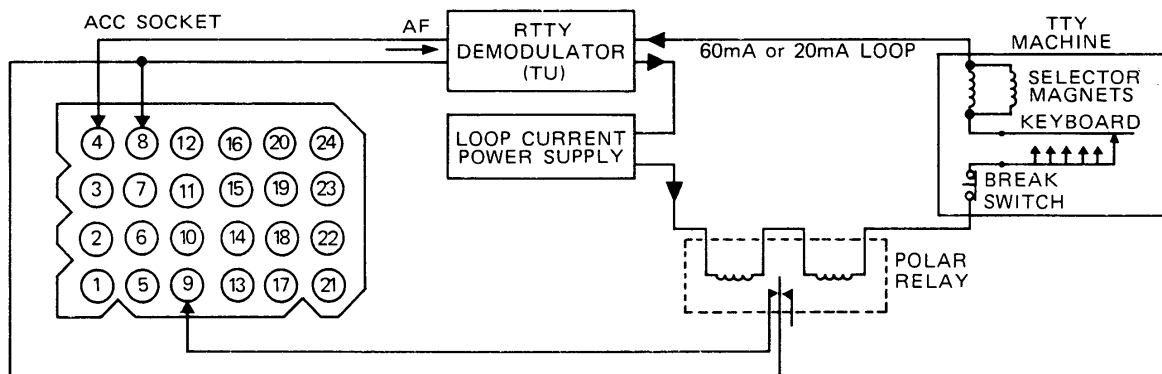 ACC SOCKET
AF
RTTY
DEMODULATOR
(TU)
60mA or 20mA LOOP
TTY
MACHINE
SELECTOR
MAGNETS
KEYBOARD
BREAK
SWITCH
LOOP CURRENT
POWER SUPPLY
POLAR
RELAY
4 8 12 16 20 24
3 7 11 15 19 23
2 6 10 14 18 22
1 5 9 13 17 21